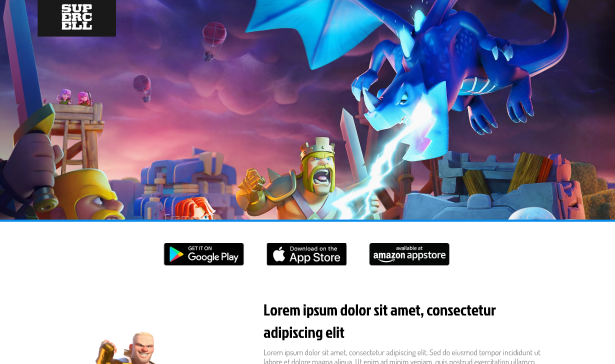 SUP
ERC
ELL
GET IT ON
Google Play
Download on the
App Store
available at
amazon appstore
Lorem ipsum dolor sit amet, consectetur
adipiscing elit
Lorem ipsum dolor sit amet, consectetur adipiscing elit. Sed do eiusmod tempor incididunt ut
labore et dolore magna aliqua. Ut enim ad minim veniam, quis nostrud exercitation ullamco